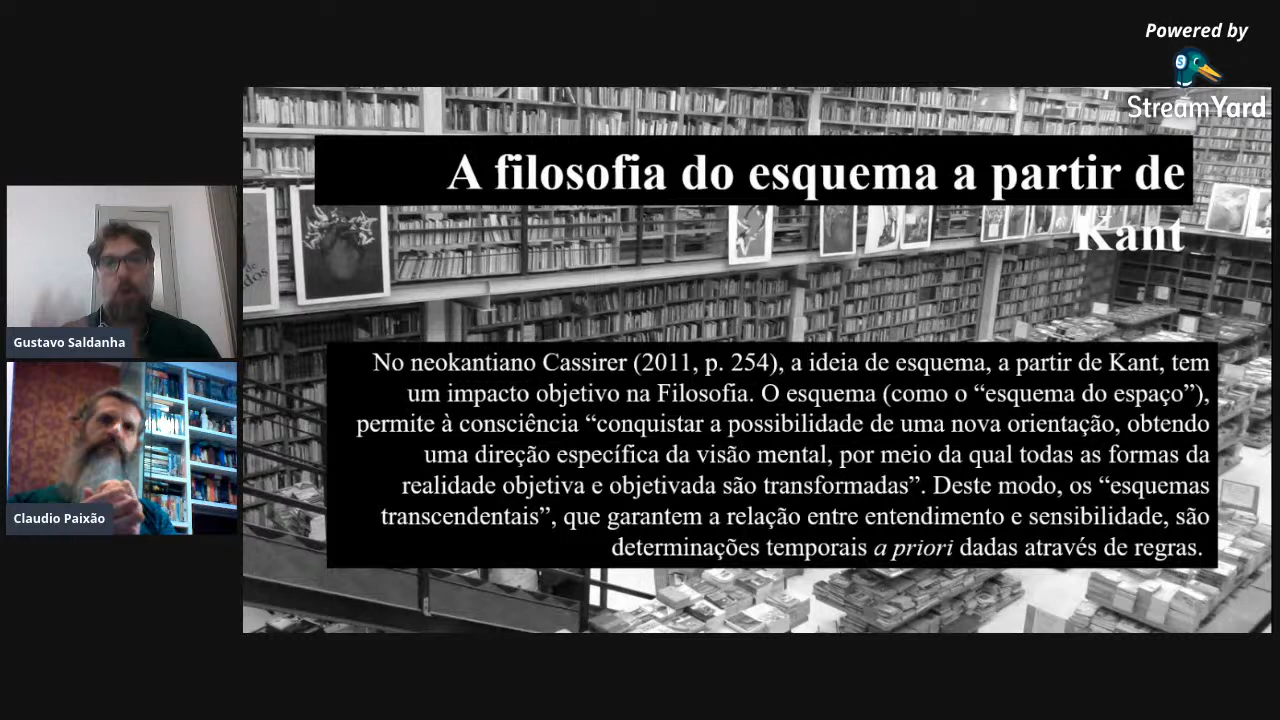 Powered by
StreamYard
A filosofia do esquema a partir de
Kant
No neokantiano Cassirer (2011, p. 254), a ideia de esquema, a partir de Kant, tem
um impacto objetivo na Filosofia. O esquema (como o “esquema do espaço”),
permite à consciência “conquistar a possibilidade de uma nova orientação, obtendo
uma direção específica da visão mental, por meio da qual todas as formas da
realidade objetiva e objetivada são transformadas”. Deste modo, os “esquemas
transcendentais”, que garantem a relação entre entendimento e sensibilidade, são
determinações temporais a priori dadas através de regras.
Gustavo Saldanha
Claudio Paixão